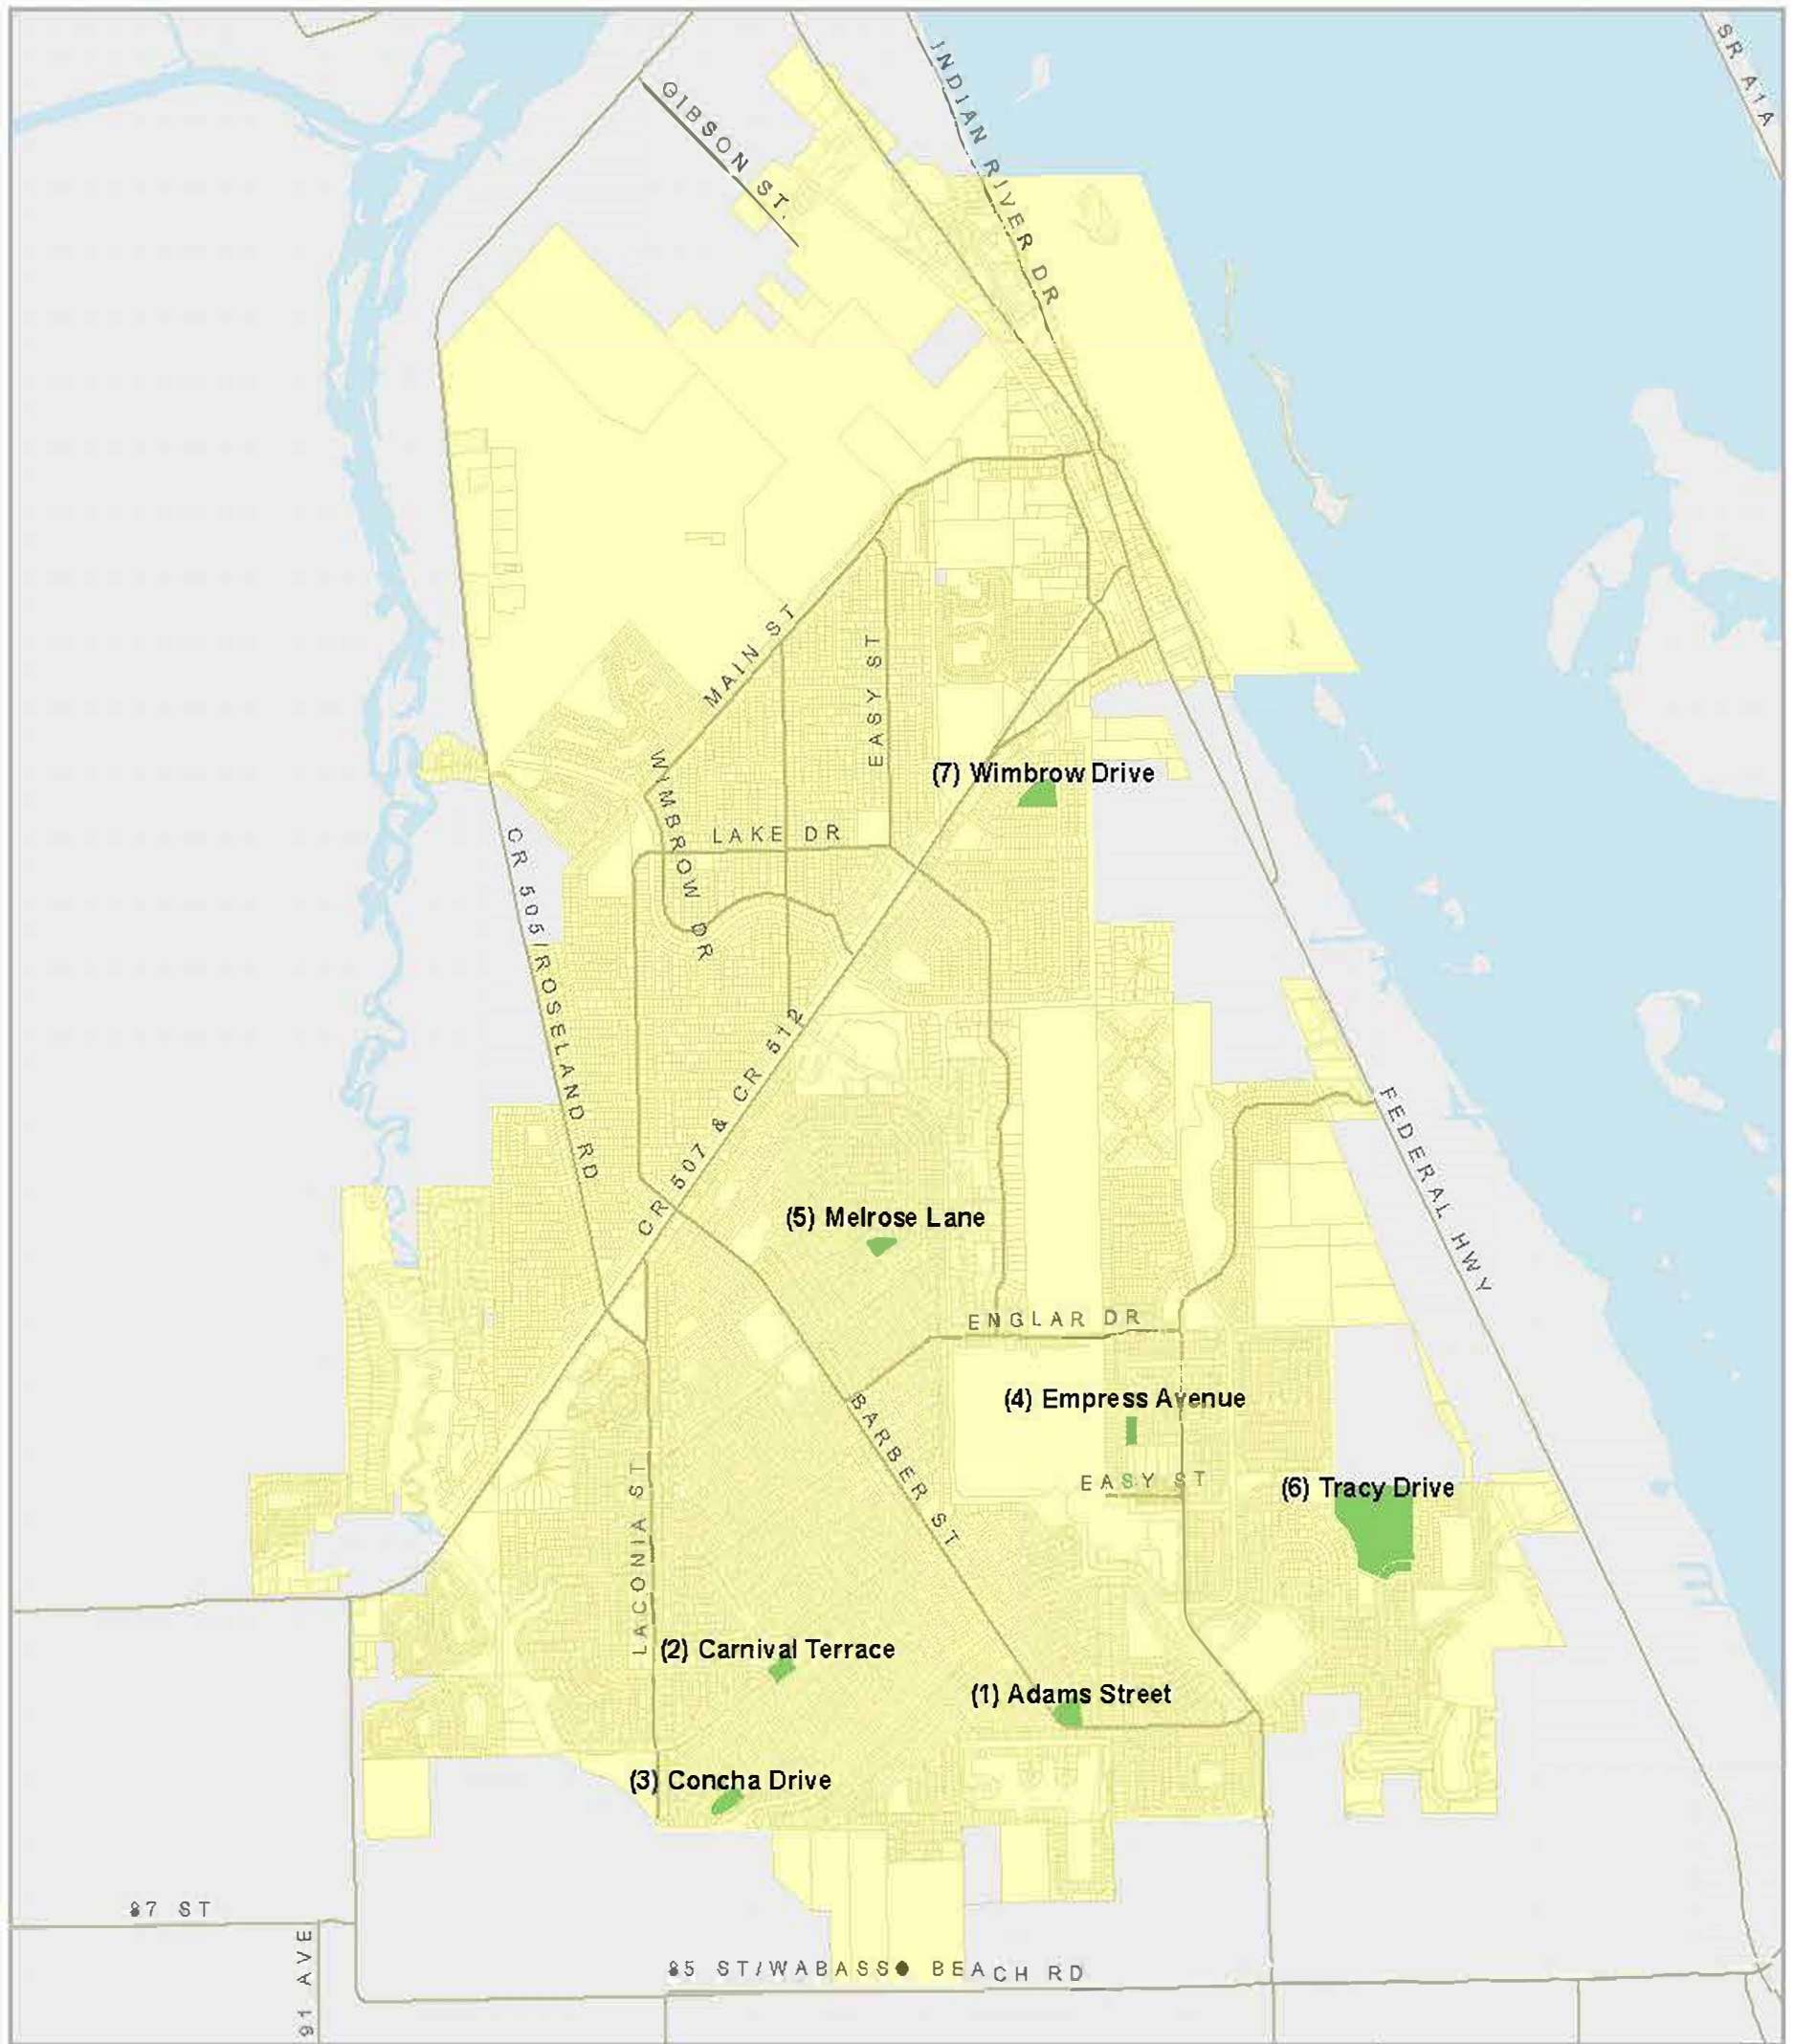 SR A1A
INDIAN RIVER DR
GIBSON ST.
MAIN ST
EASY ST
WIMBROW DR
(7) Wimbrow Drive
LAKE DR
CR 505/ROSELAND RD
CR 507 & CR 512
FEDERAL HWY
(5) Melrose Lane
ENGLAR DR
(4) Empress Avenue
BARBER ST
EASY ST
(6) Tracy Drive
LACONIA ST
(2) Carnival Terrace
(1) Adams Street
(3) Concha Drive
87 ST
91 AVE
85 ST/WABASSO BEACH RD